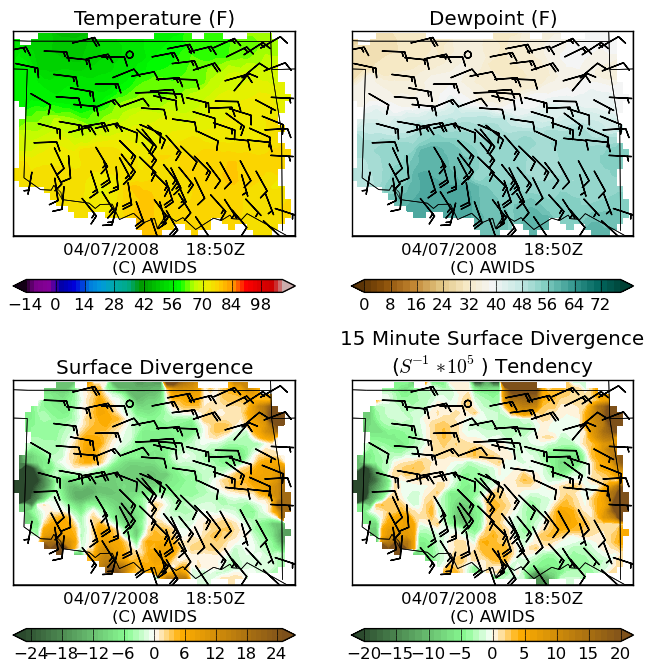 Temperature (F)
Dewpoint (F)
04/07/2008 18:50Z
04/07/2008 18:50Z
(C) AWIDS
(C) AWIDS
−14 0 14 28 42 56 70 84 98
0 8 16 24 32 40 48 56 64 72
15 Minute Surface Divergence
Surface Divergence
(S⁻¹ *10⁵ ) Tendency
04/07/2008 18:50Z
04/07/2008 18:50Z
(C) AWIDS
(C) AWIDS
−24 −18 −12 −6 0 6 12 18 24
−20 −15 −10 −5 0 5 10 15 20